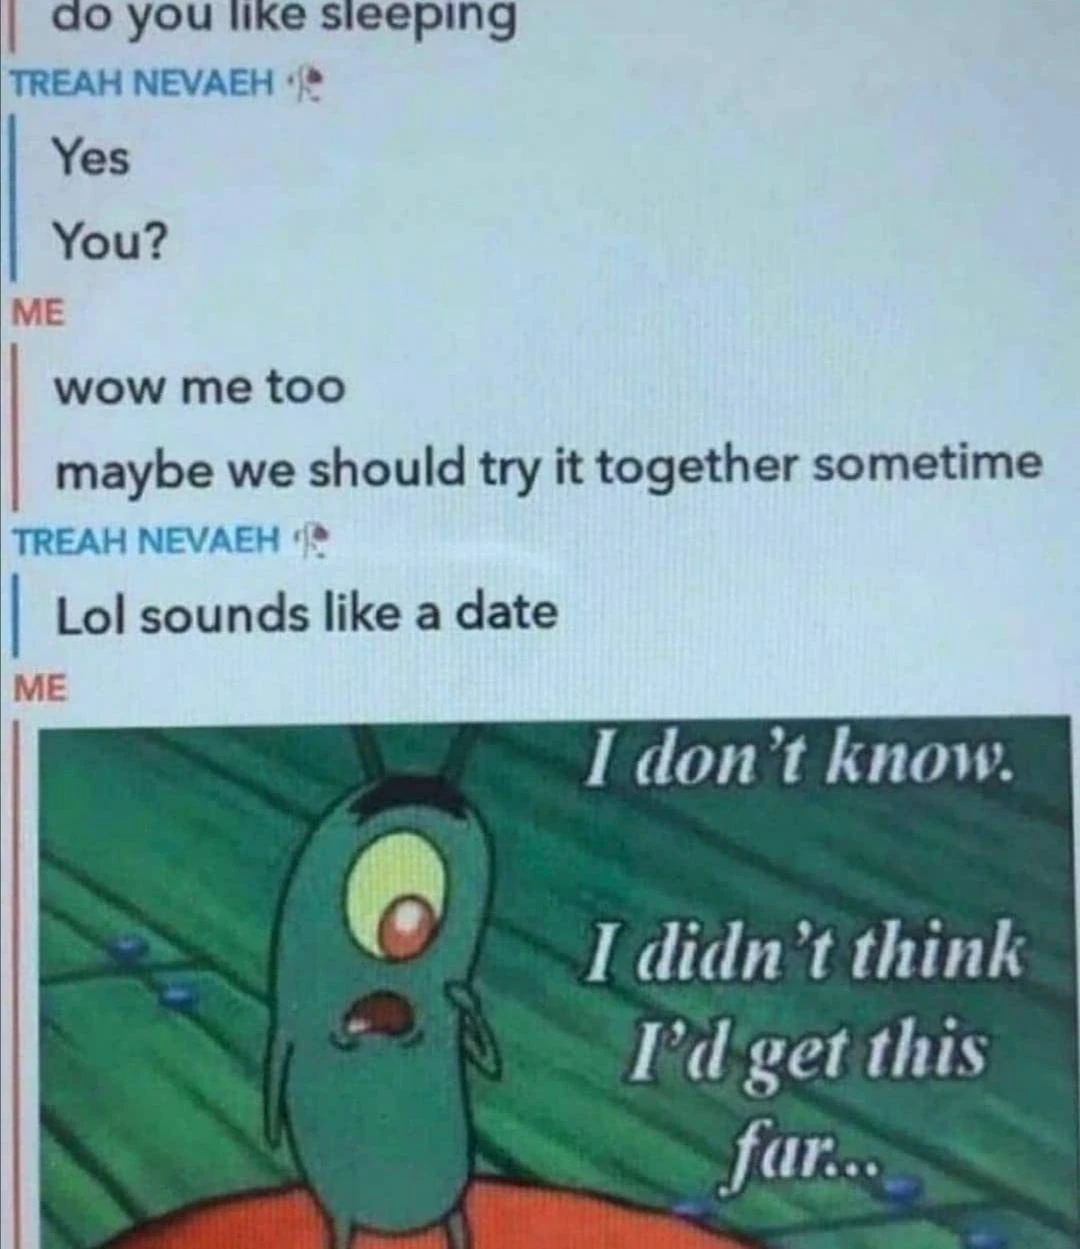 do you like sleeping
TREAH NEVAEH 🥀
Yes
You?
ME
wow me too
maybe we should try it together sometime
TREAH NEVAEH 🥀
Lol sounds like a date
ME
I don't know.
I didn't think
I'd get this
far...